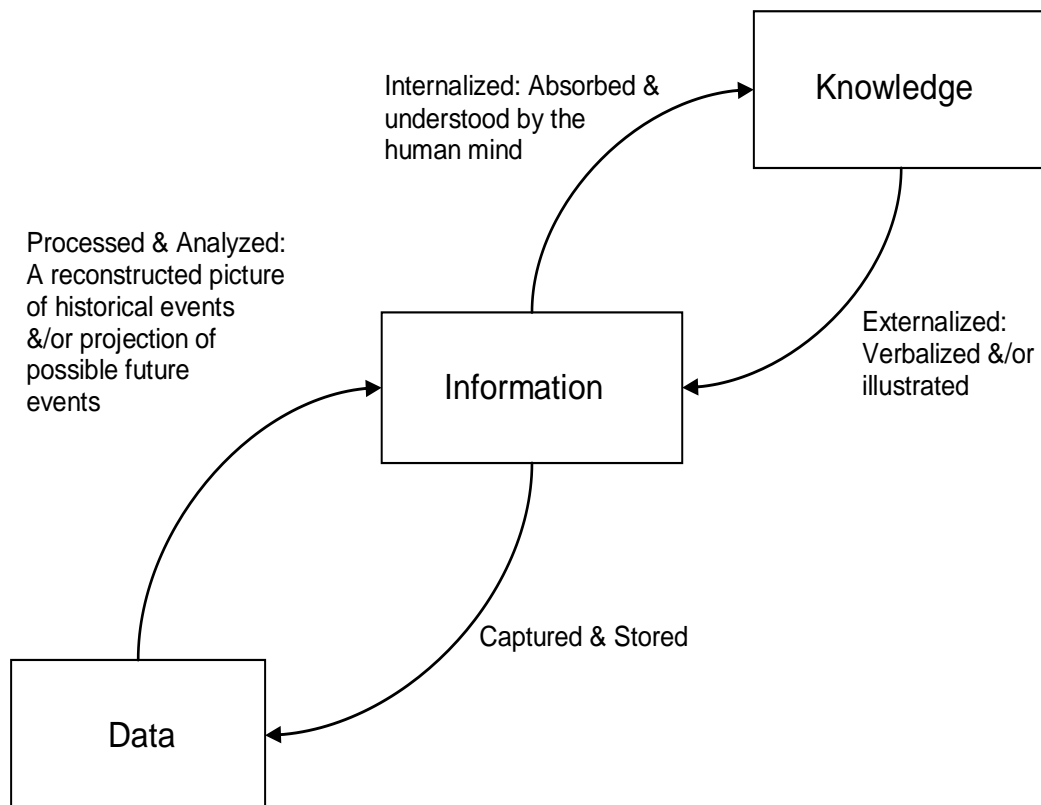 Knowledge
Internalized: Absorbed &
understood by the
human mind
Processed & Analyzed:
A reconstructed picture
of historical events
&/or projection of
possible future
events
Externalized:
Verbalized &/or
illustrated
Information
Captured & Stored
Data